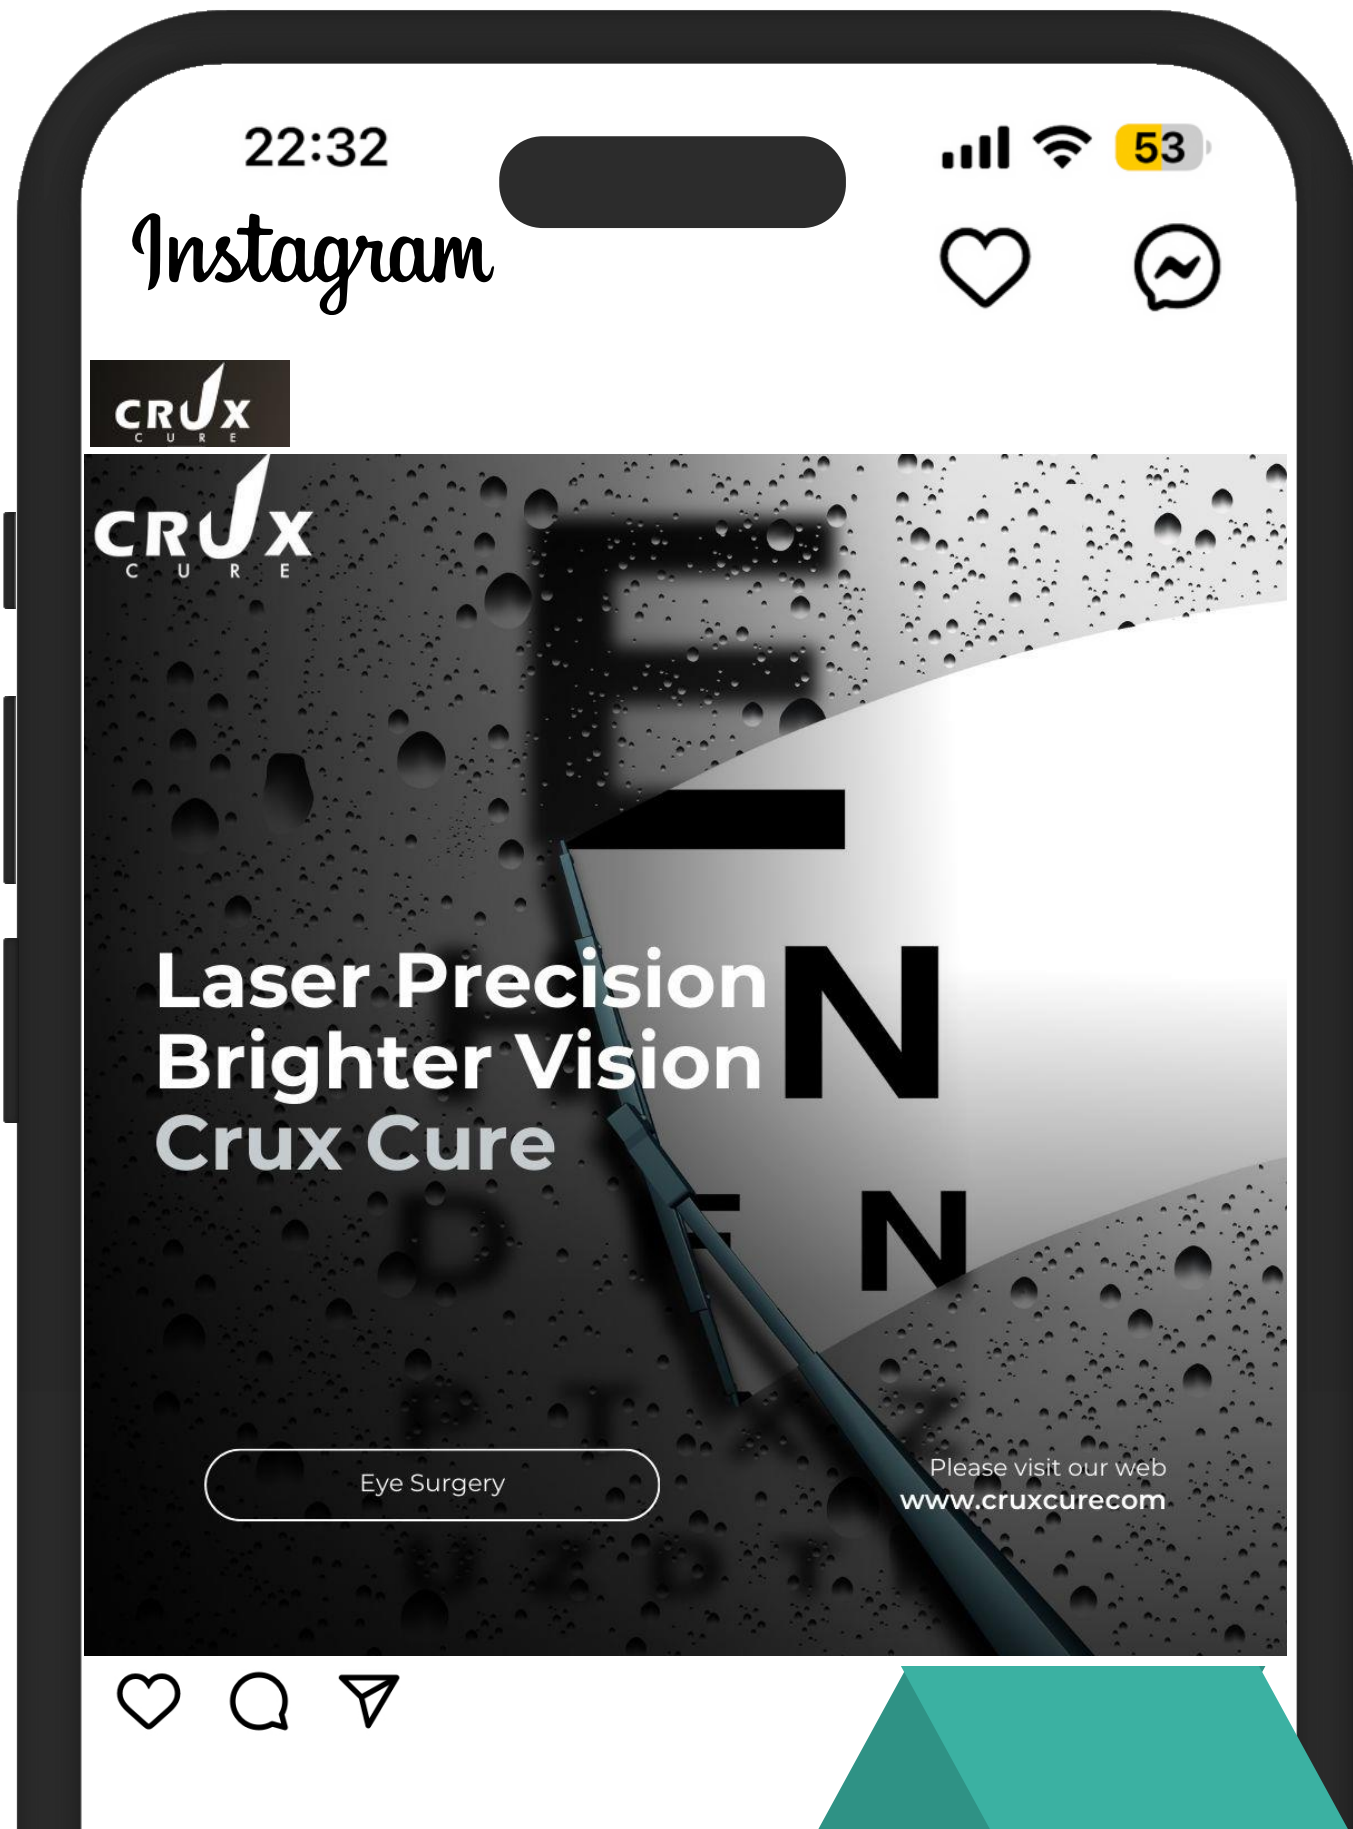 22:32
53
Instagram
CRUX
CURE
CRUX
CURE
E
N
Laser Precision
Brighter Vision
Crux Cure
D F N
P T X Z
Eye Surgery
Please visit our web
www.cruxcurecom
U Z D T